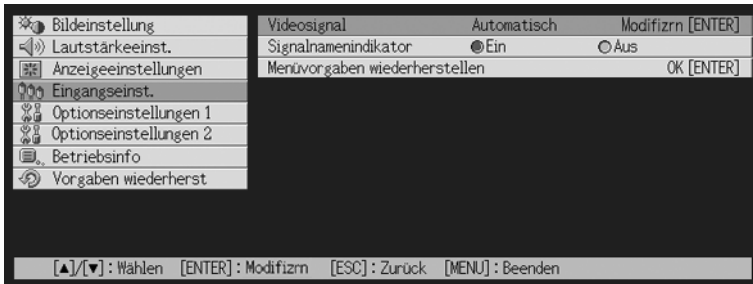 Bildeinstellung
Lautstärkeeinst.
Anzeigeeinstellungen
Eingangseinst.
Optionseinstellungen 1
Optionseinstellungen 2
Betriebsinfo
Vorgaben wiederherst
Videosignal Automatisch Modifizrn [ENTER]
Signalnamenindikator Ein Aus
Menüvorgaben wiederherstellen OK [ENTER]
[▲]/[▼] : Wählen [ENTER] : Modifizrn [ESC] : Zurück [MENU] : Beenden